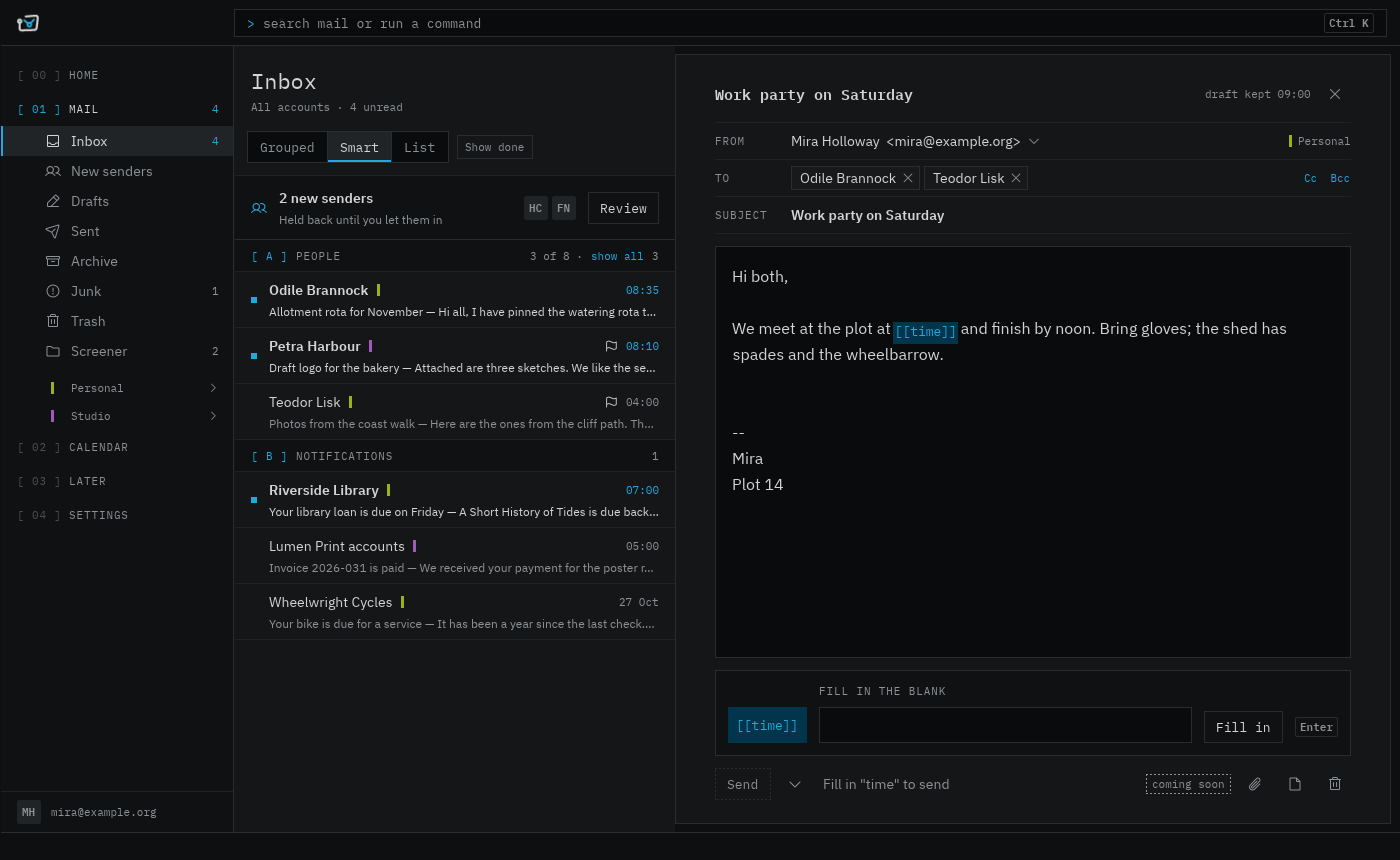 > search mail or run a command
Ctrl K
[ 00 ] HOME
[ 01 ] MAIL 4
Inbox 4
New senders
Drafts
Sent
Archive
Junk 1
Trash
Screener 2
Personal
Studio
[ 02 ] CALENDAR
[ 03 ] LATER
[ 04 ] SETTINGS
MH mira@example.org
Inbox
All accounts · 4 unread
Grouped Smart List Show done
2 new senders
Held back until you let them in
HC FN Review
[ A ] PEOPLE 3 of 8 · show all 3
Odile Brannock 08:35
Allotment rota for November — Hi all, I have pinned the watering rota t…
Petra Harbour 08:10
Draft logo for the bakery — Attached are three sketches. We like the se…
Teodor Lisk 04:00
Photos from the coast walk — Here are the ones from the cliff path. Th…
[ B ] NOTIFICATIONS 1
Riverside Library 07:00
Your library loan is due on Friday — A Short History of Tides is due back…
Lumen Print accounts 05:00
Invoice 2026-031 is paid — We received your payment for the poster r…
Wheelwright Cycles 27 Oct
Your bike is due for a service — It has been a year since the last check.…
Work party on Saturday draft kept 09:00
FROM Mira Holloway <mira@example.org> Personal
TO Odile Brannock Teodor Lisk Cc Bcc
SUBJECT Work party on Saturday
Hi both,
We meet at the plot at [[time]] and finish by noon. Bring gloves; the shed has
spades and the wheelbarrow.
--
Mira
Plot 14
FILL IN THE BLANK
[[time]] Fill in Enter
Send Fill in "time" to send coming soon